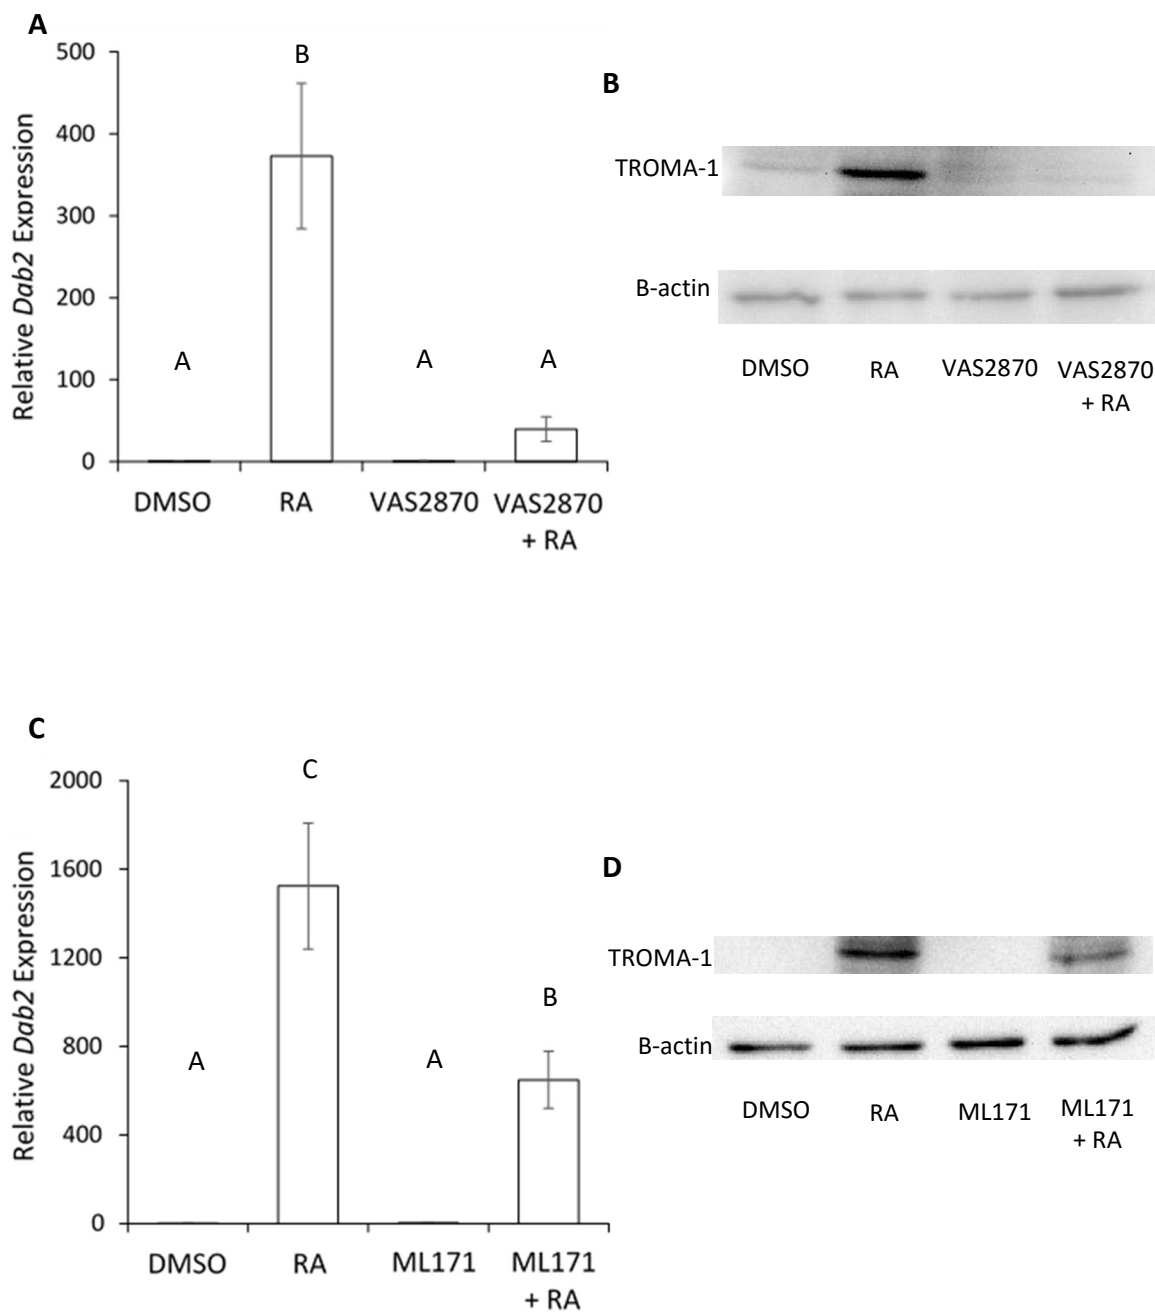 A
500
400
300
200
100
0
Relative Dab2 Expression
A
B
A
A
DMSO
RA
VAS2870
VAS2870
+ RA
B
TROMA-1
B-actin
DMSO
RA
VAS2870
VAS2870
+ RA
C
2000
1600
1200
800
400
0
Relative Dab2 Expression
A
C
A
B
DMSO
RA
ML171
ML171
+ RA
D
TROMA-1
B-actin
DMSO
RA
ML171
ML171
+ RA